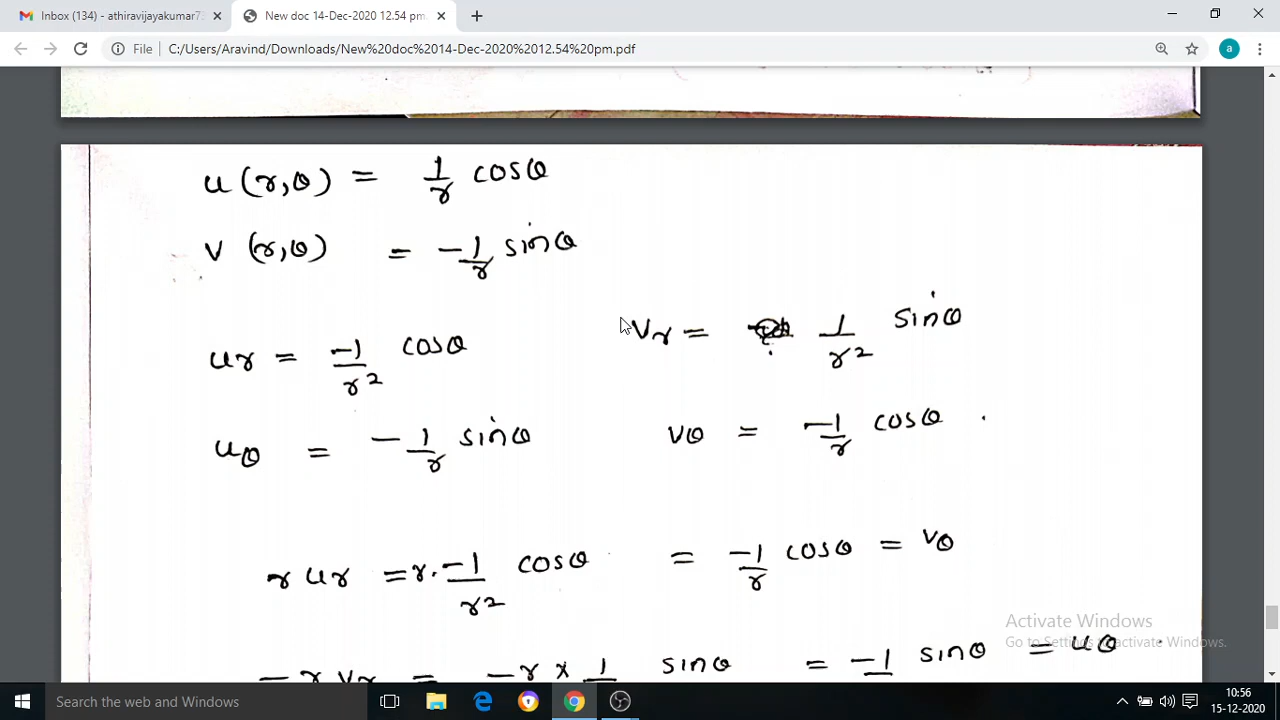 Inbox (134) - athiravijayakumar7
New doc 14-Dec-2020 12.54 pm.pdf
File C:/Users/Aravind/Downloads/New%20doc%2014-Dec-2020%2012.54%20pm.pdf a
u(r,θ) = 1/r cosθ
v(r,θ) = -1/r sinθ
ur = -1/r² cosθ vr = 1/r² sinθ
uθ = -1/r sinθ vθ = -1/r cosθ .
r ur = r. -1/r² cosθ = -1/r cosθ = vθ
Activate Windows
Go to Settings to activate Windows.
- r vr = -r × 1 sinθ = -1 sinθ = uθ .
Search the web and Windows
10:56
15-12-2020